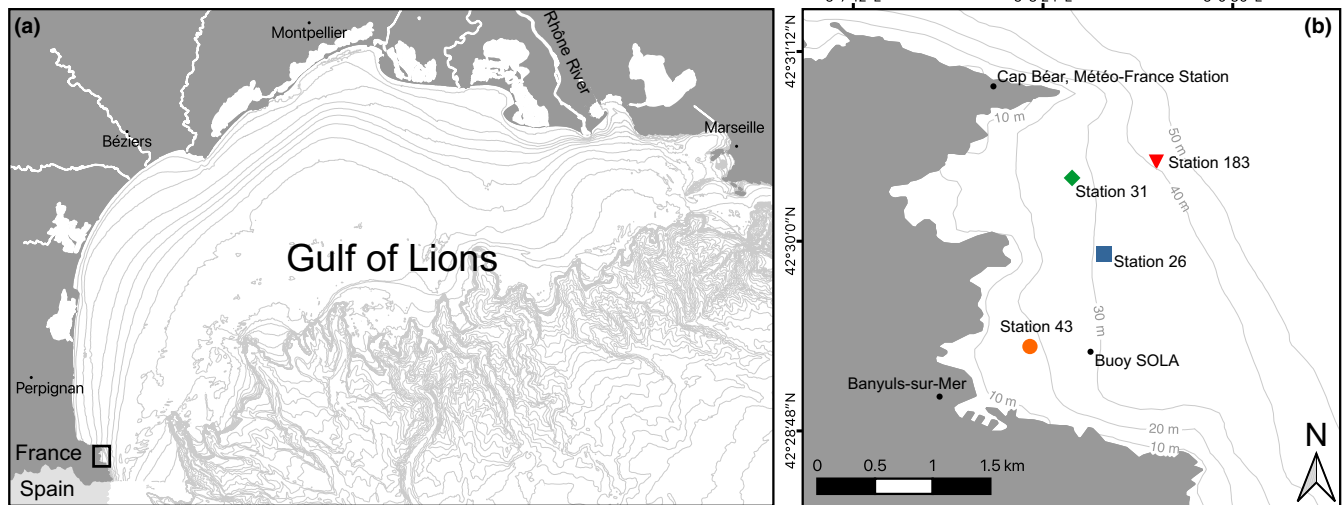 (a)
Montpellier
Rhône River
Béziers
Marseille
Gulf of Lions
Perpignan
France
Spain
(b)
42°31'12"N
Cap Béar, Météo-France Station
10 m
50 m
Station 183
Station 31
40 m
42°30'0"N
Station 26
30 m
Station 43
Buoy SOLA
Banyuls-sur-Mer
10 m
20 m
10 m
42°28'48"N
N
0 0.5 1 1.5 km